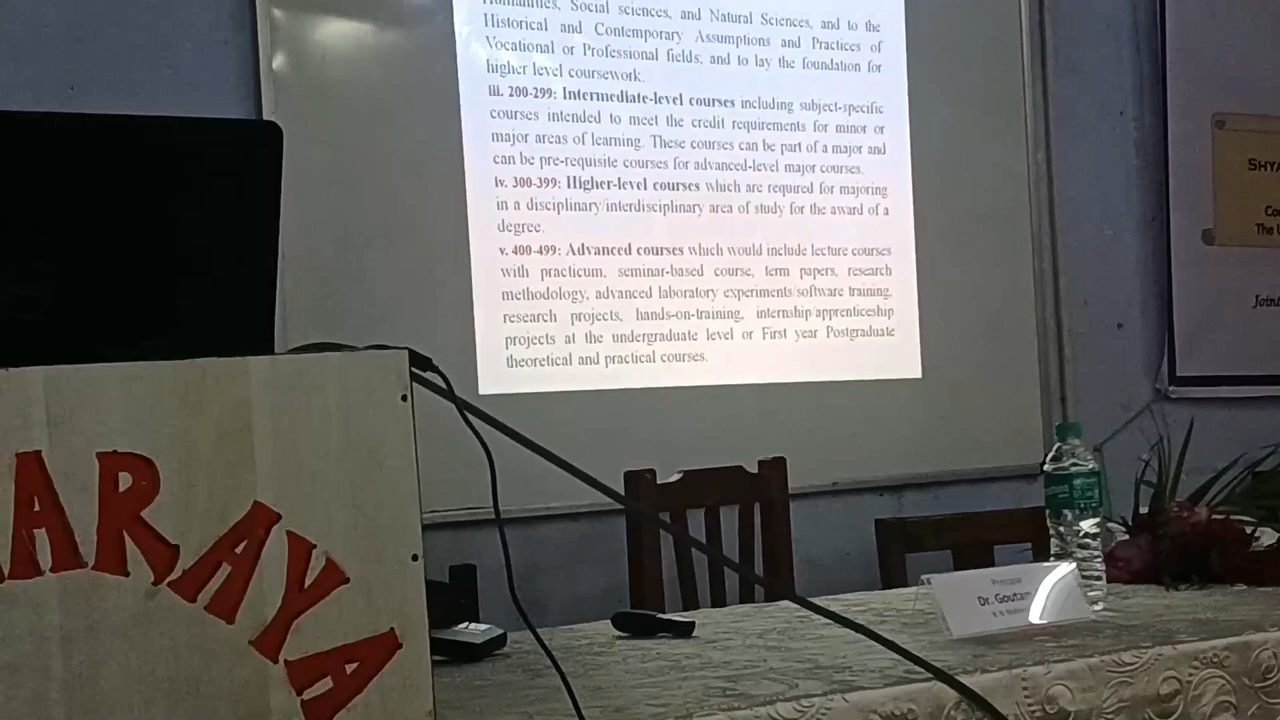 Humanities, Social sciences, and Natural Sciences, and to the
Historical and Contemporary Assumptions and Practices of
Vocational or Professional fields; and to lay the foundation for
higher level coursework.
iii. 200-299: Intermediate-level courses including subject-specific
courses intended to meet the credit requirements for minor or
major areas of learning. These courses can be part of a major and
can be pre-requisite courses for advanced-level major courses.
iv. 300-399: Higher-level courses which are required for majoring
in a disciplinary/interdisciplinary area of study for the award of a
degree.
v. 400-499: Advanced courses which would include lecture courses
with practicum, seminar-based course, term papers, research
methodology, advanced laboratory experiments/software training,
research projects, hands-on-training, internship/apprenticeship
projects at the undergraduate level or First year Postgraduate
theoretical and practical courses.
SHYA
Co
The U
Joint
ARAYA
Principal
Dr. Goutam